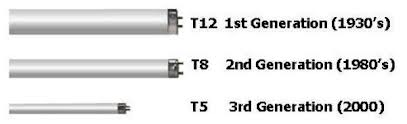 T12 1st Generation (1930's)
T8 2nd Generation (1980's)
T5 3rd Generation (2000)